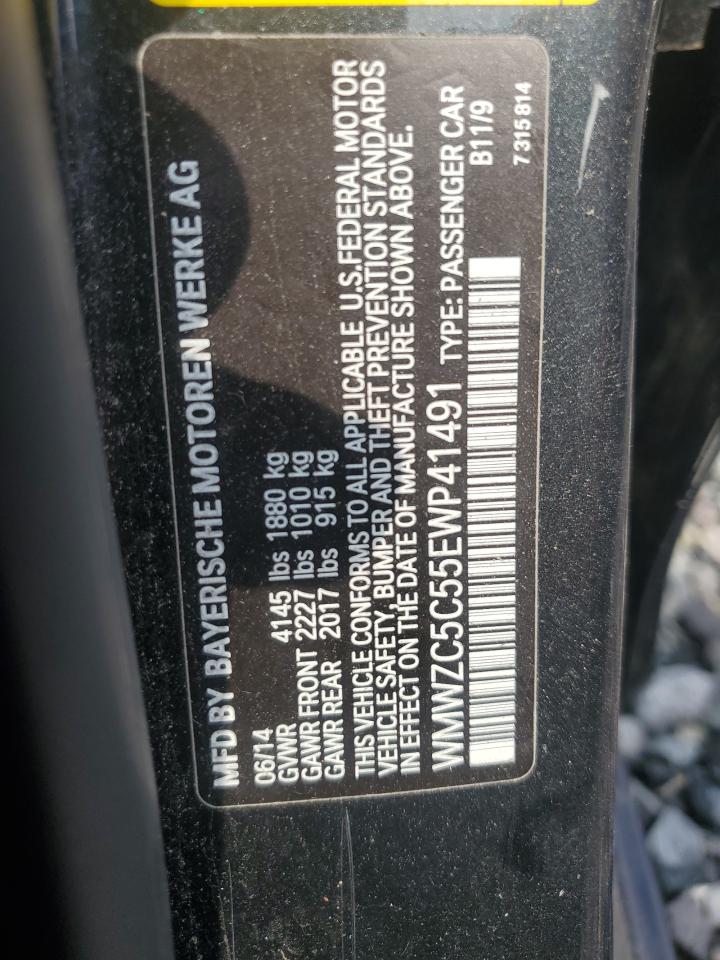 MFD BY BAYERISCHE MOTOREN WERKE AG
06/14
GVWR 4145 lbs 1880 kg
GAWR FRONT 2227 lbs 1010 kg
GAWR REAR 2017 lbs 915 kg
THIS VEHICLE CONFORMS TO ALL APPLICABLE U.S.FEDERAL MOTOR
VEHICLE SAFETY, BUMPER AND THEFT PREVENTION STANDARDS
IN EFFECT ON THE DATE OF MANUFACTURE SHOWN ABOVE.
WMWZC5C55EWP41491 TYPE: PASSENGER CAR
B11/9
7 315 814